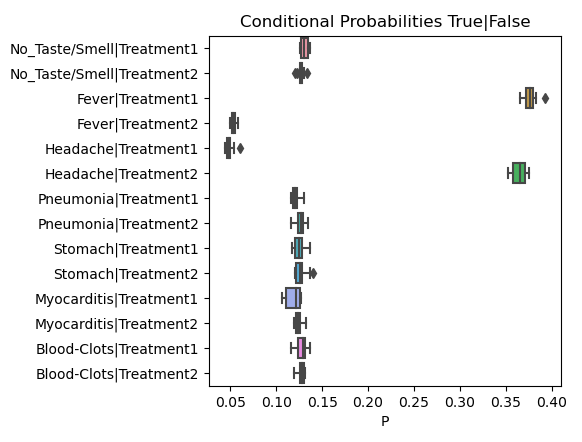 Conditional Probabilities True|False
No_Taste/Smell|Treatment1
No_Taste/Smell|Treatment2
Fever|Treatment1
Fever|Treatment2
Headache|Treatment1
Headache|Treatment2
Pneumonia|Treatment1
Pneumonia|Treatment2
Stomach|Treatment1
Stomach|Treatment2
Myocarditis|Treatment1
Myocarditis|Treatment2
Blood-Clots|Treatment1
Blood-Clots|Treatment2
0.05 0.10 0.15 0.20 0.25 0.30 0.35 0.40
P